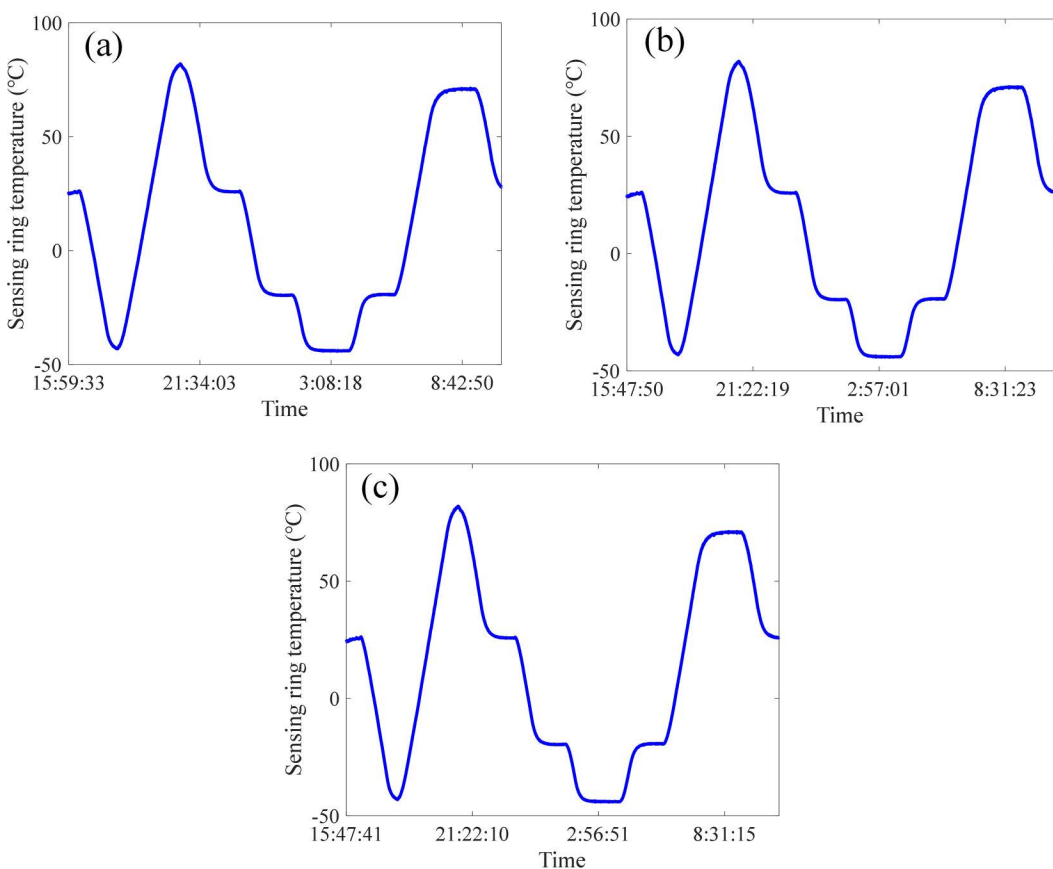 (a)
Sensing ring temperature (°C)
100
50
0
-50
15:59:33 21:34:03 3:08:18 8:42:50
Time
(b)
Sensing ring temperature (°C)
100
50
0
-50
15:47:50 21:22:19 2:57:01 8:31:23
Time
(c)
Sensing ring temperature (°C)
100
50
0
-50
15:47:41 21:22:10 2:56:51 8:31:15
Time